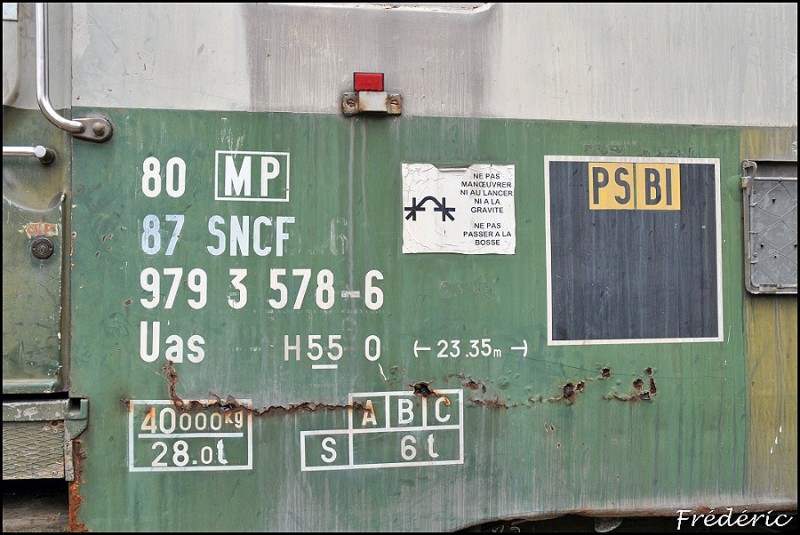 80 MP
87 SNCF
979 3 578-6
Uas H55 0 23.35m
40000kg
28.0t
A B C
S 6t
NE PAS
MANŒUVRER
NI AU LANCER
NI A LA
GRAVITE
NE PAS
PASSER A LA
BOSSE
PS BI
Frédéric